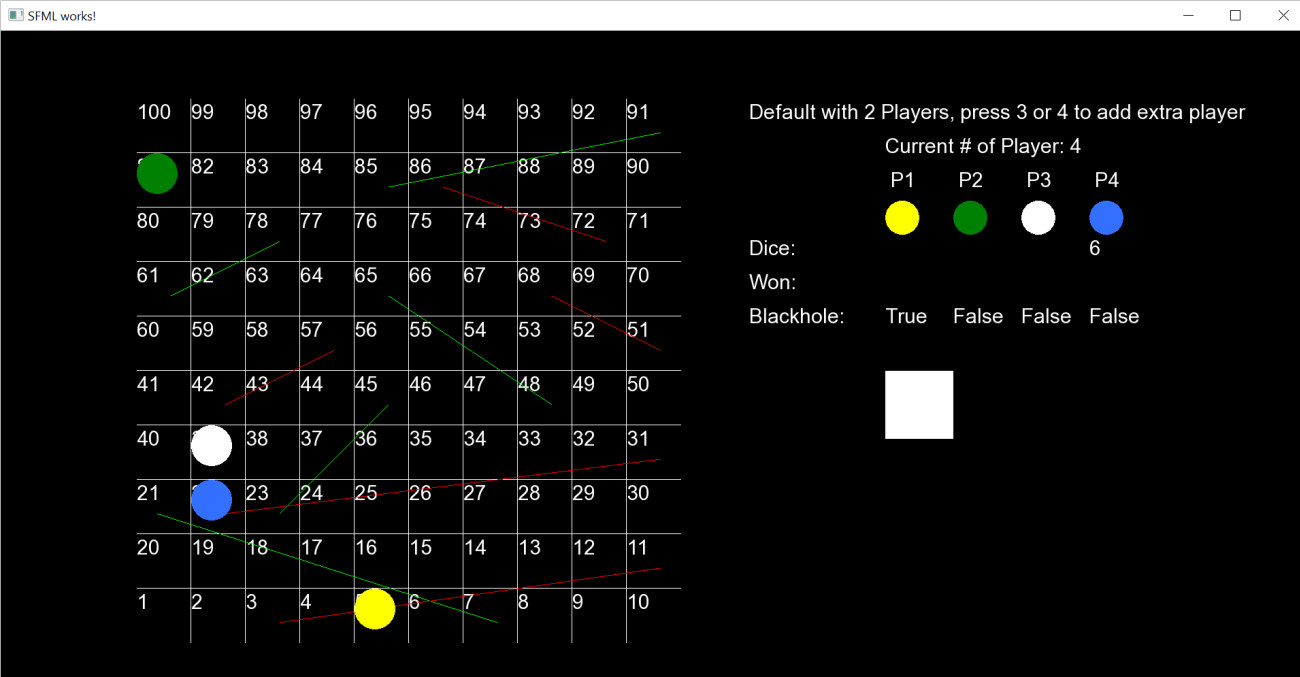 SFML works!
100 99 98 97 96 95 94 93 92 91
Default with 2 Players, press 3 or 4 to add extra player
Current # of Player: 4
82 83 84 85 86 87 88 89 90
P1 P2 P3 P4
80 79 78 77 76 75 74 73 72 71
Dice: 6
61 62 63 64 65 66 67 68 69 70
Won:
Blackhole: True False False False
60 59 58 57 56 55 54 53 52 51
41 42 43 44 45 46 47 48 49 50
40 38 37 36 35 34 33 32 31
21 23 24 25 26 27 28 29 30
20 19 18 17 16 15 14 13 12 11
1 2 3 4 6 7 8 9 10